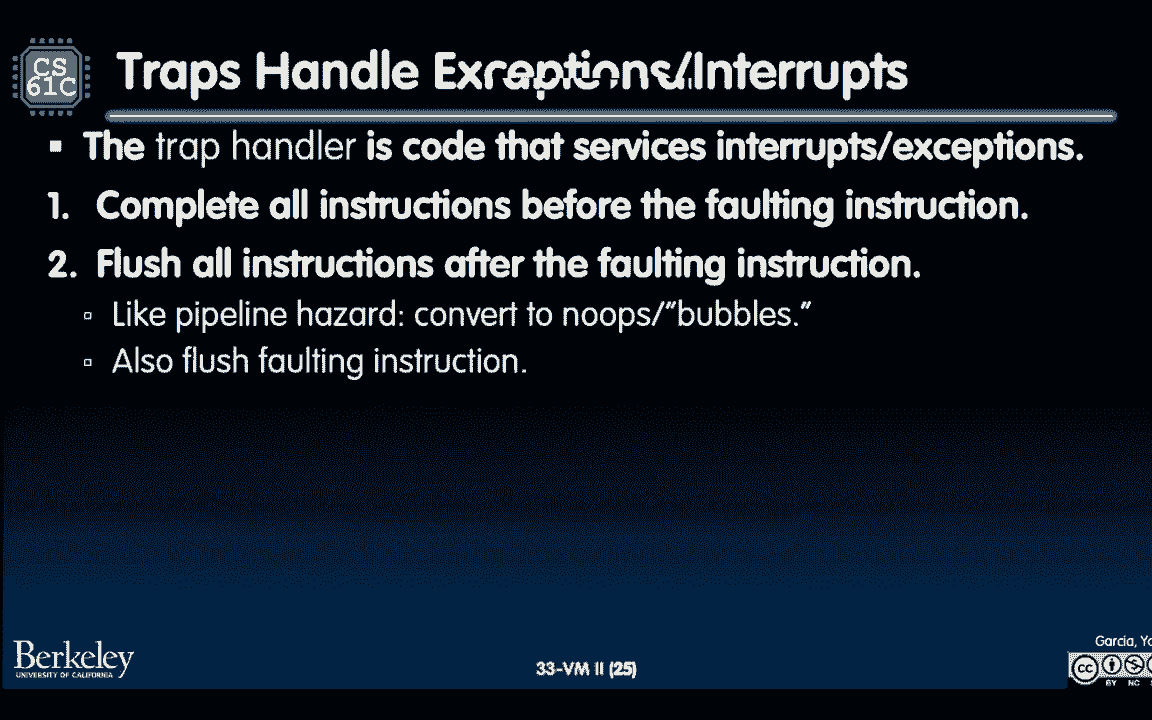 CS
61C
Traps Handle Exceptions/Interrupts
▪ The trap handler is code that services interrupts/exceptions.
1. Complete all instructions before the faulting instruction.
2. Flush all instructions after the faulting instruction.
▫ Like pipeline hazard: convert to noops/"bubbles."
▫ Also flush faulting instruction.
Berkeley
UNIVERSITY OF CALIFORNIA
33-VM II (25)
Garcia,
cc
BY NC